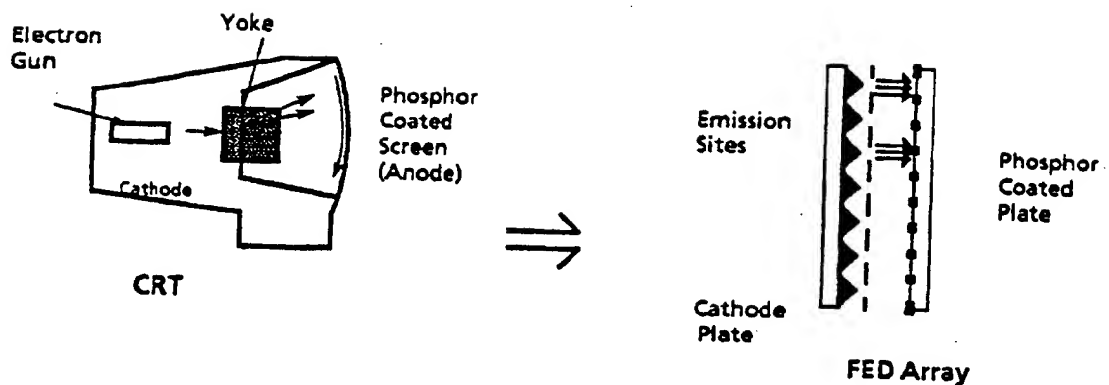 Electron
Gun
Yoke
Cathode
Phosphor
Coated
Screen
(Anode)
CRT
Emission
Sites
Cathode
Plate
Phosphor
Coated
Plate
FED Array